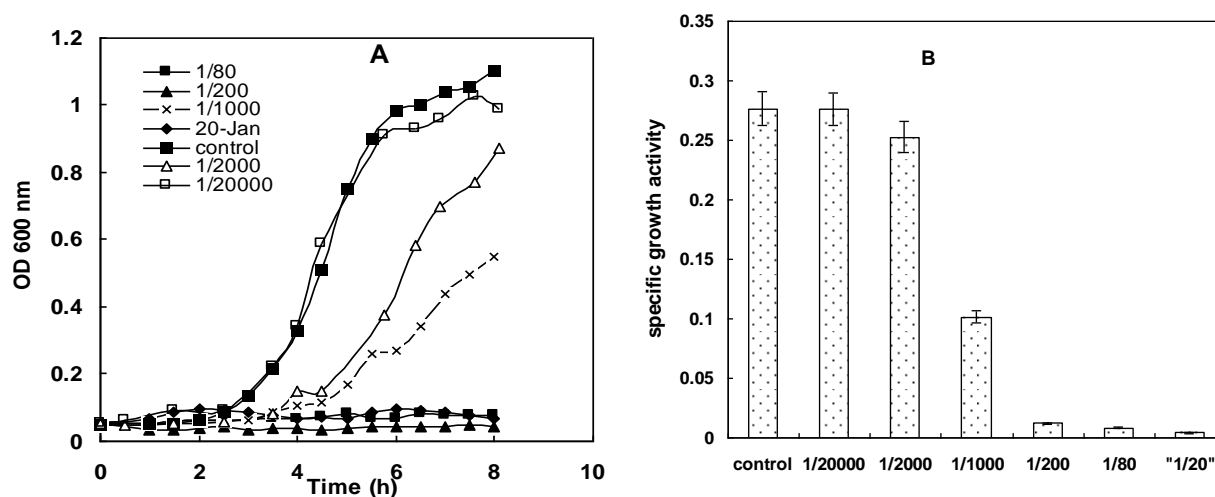 A
1/80
1/200
1/1000
20-Jan
control
1/2000
1/20000
OD 600 nm
1.2
1
0.8
0.6
0.4
0.2
0
0 2 4 6 8 10
Time (h)
B
specific growth activity
0.35
0.3
0.25
0.2
0.15
0.1
0.05
0
control 1/20000 1/2000 1/1000 1/200 1/80 "1/20"